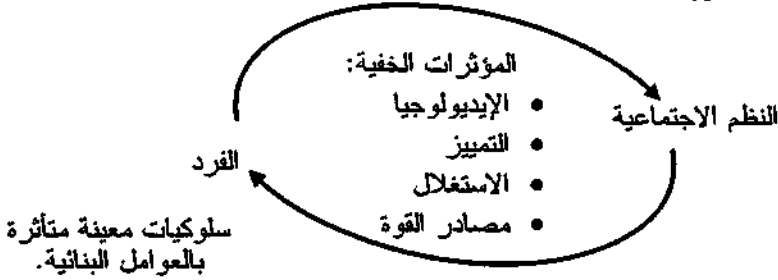 المؤثرات الخفية:
• الإيديولوجيا
• التمييز
• الاستغلال
• مصادر القوة
النظم الاجتماعية
الفرد
سلوكيات معينة متأثرة
بالعوامل البنائية.